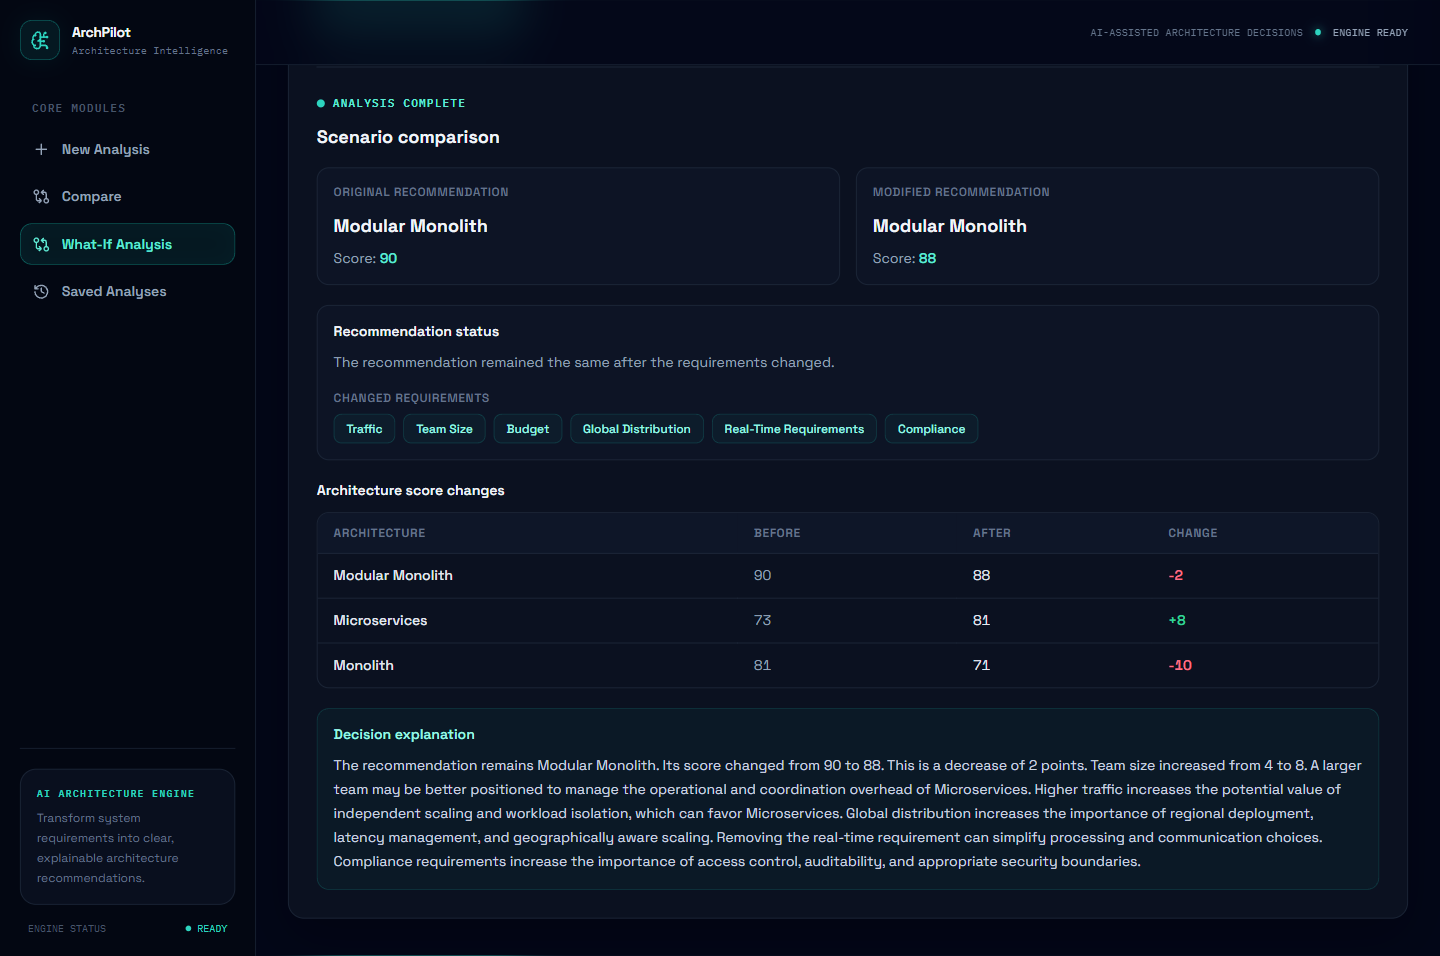 ArchPilot
Architecture Intelligence
CORE MODULES
New Analysis
Compare
What-If Analysis
Saved Analyses
AI ARCHITECTURE ENGINE
Transform system
requirements into clear,
explainable architecture
recommendations.
ENGINE STATUS
READY
AI-ASSISTED ARCHITECTURE DECISIONS
ENGINE READY
ANALYSIS COMPLETE
Scenario comparison
ORIGINAL RECOMMENDATION
Modular Monolith
Score: 90
MODIFIED RECOMMENDATION
Modular Monolith
Score: 88
Recommendation status
The recommendation remained the same after the requirements changed.
CHANGED REQUIREMENTS
Traffic Team Size Budget Global Distribution Real-Time Requirements Compliance
Architecture score changes
ARCHITECTURE BEFORE AFTER CHANGE
Modular Monolith 90 88 -2
Microservices 73 81 +8
Monolith 81 71 -10
Decision explanation
The recommendation remains Modular Monolith. Its score changed from 90 to 88. This is a decrease of 2 points. Team size increased from 4 to 8. A larger
team may be better positioned to manage the operational and coordination overhead of Microservices. Higher traffic increases the potential value of
independent scaling and workload isolation, which can favor Microservices. Global distribution increases the importance of regional deployment,
latency management, and geographically aware scaling. Removing the real-time requirement can simplify processing and communication choices.
Compliance requirements increase the importance of access control, auditability, and appropriate security boundaries.